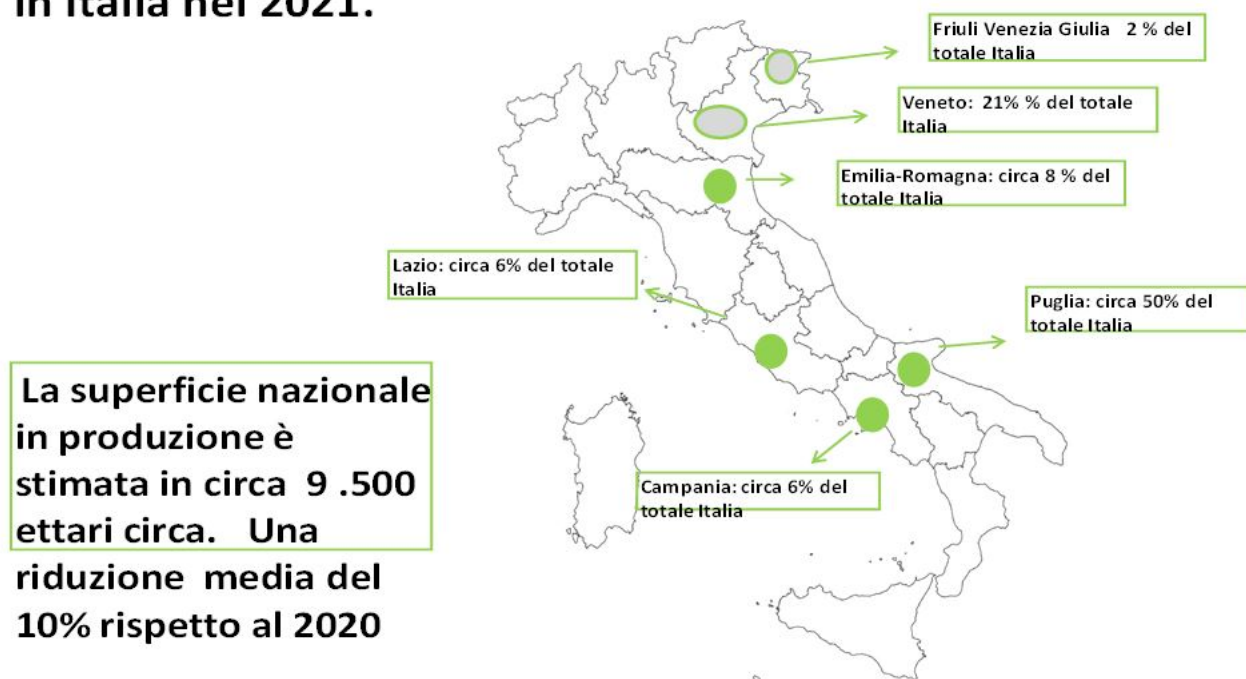 in Italia nel 2021.
Friuli Venezia Giulia 2 % del
totale Italia
Veneto: 21% % del totale
Italia
Emilia-Romagna: circa 8 % del
totale Italia
Lazio: circa 6% del totale
Italia
Puglia: circa 50% del
totale Italia
La superficie nazionale
in produzione è
stimata in circa 9 .500
ettari circa. Una
riduzione media del
10% rispetto al 2020
Campania: circa 6% del
totale Italia